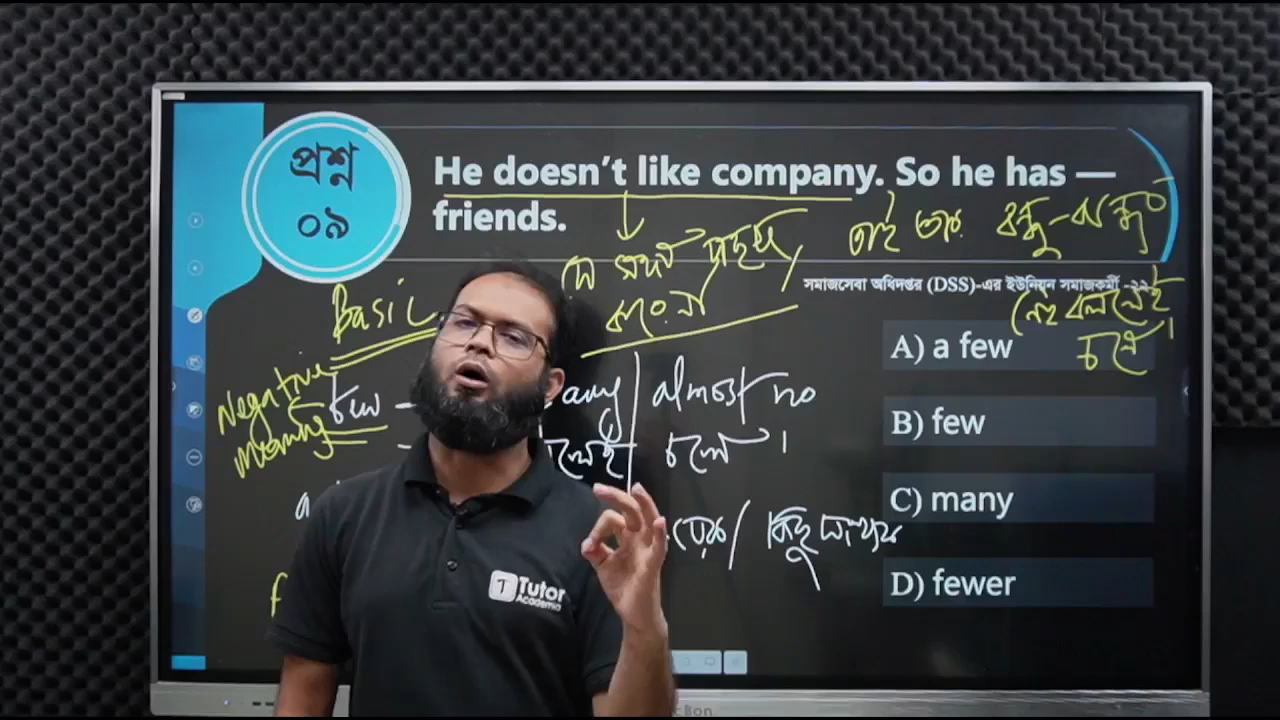 প্রশ্ন
০৯
He doesn't like company. So he has —
friends.
সে সঙ্গ পছন্দ
করে না
তাই তার বন্ধু-বান্ধব
নেই বললেই
চলে।
সমাজসেবা অধিদপ্তর (DSS)-এর ইউনিয়ন সমাজকর্মী
Basic
Negative
meaning
few – any almost no
চলে।
কিছু সংখ্যক
A) a few
B) few
C) many
D) fewer
Tutor
Academia